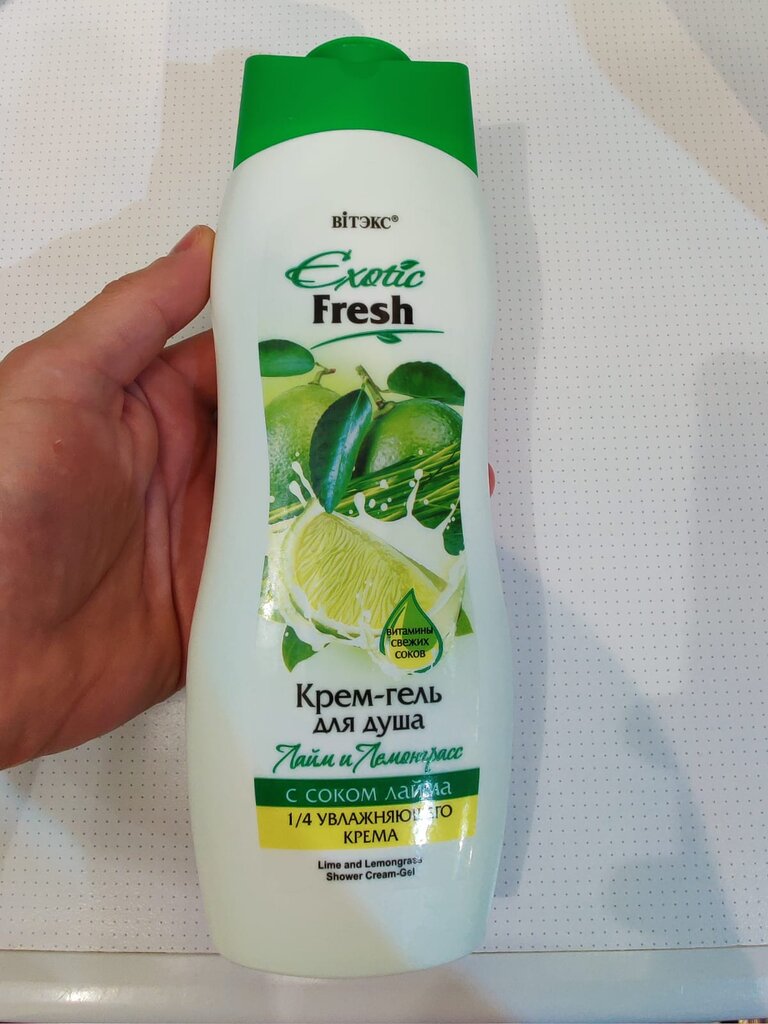 ВIТЭКС®
Exotic
Fresh
витамины
свежих
соков
Крем-гель
для душа
Лайм и Лемонграсс
С СОКОМ ЛАЙМА
1/4 УВЛАЖНЯЮЩЕГО
КРЕМА
Lime and Lemongrass
Shower Cream-Gel